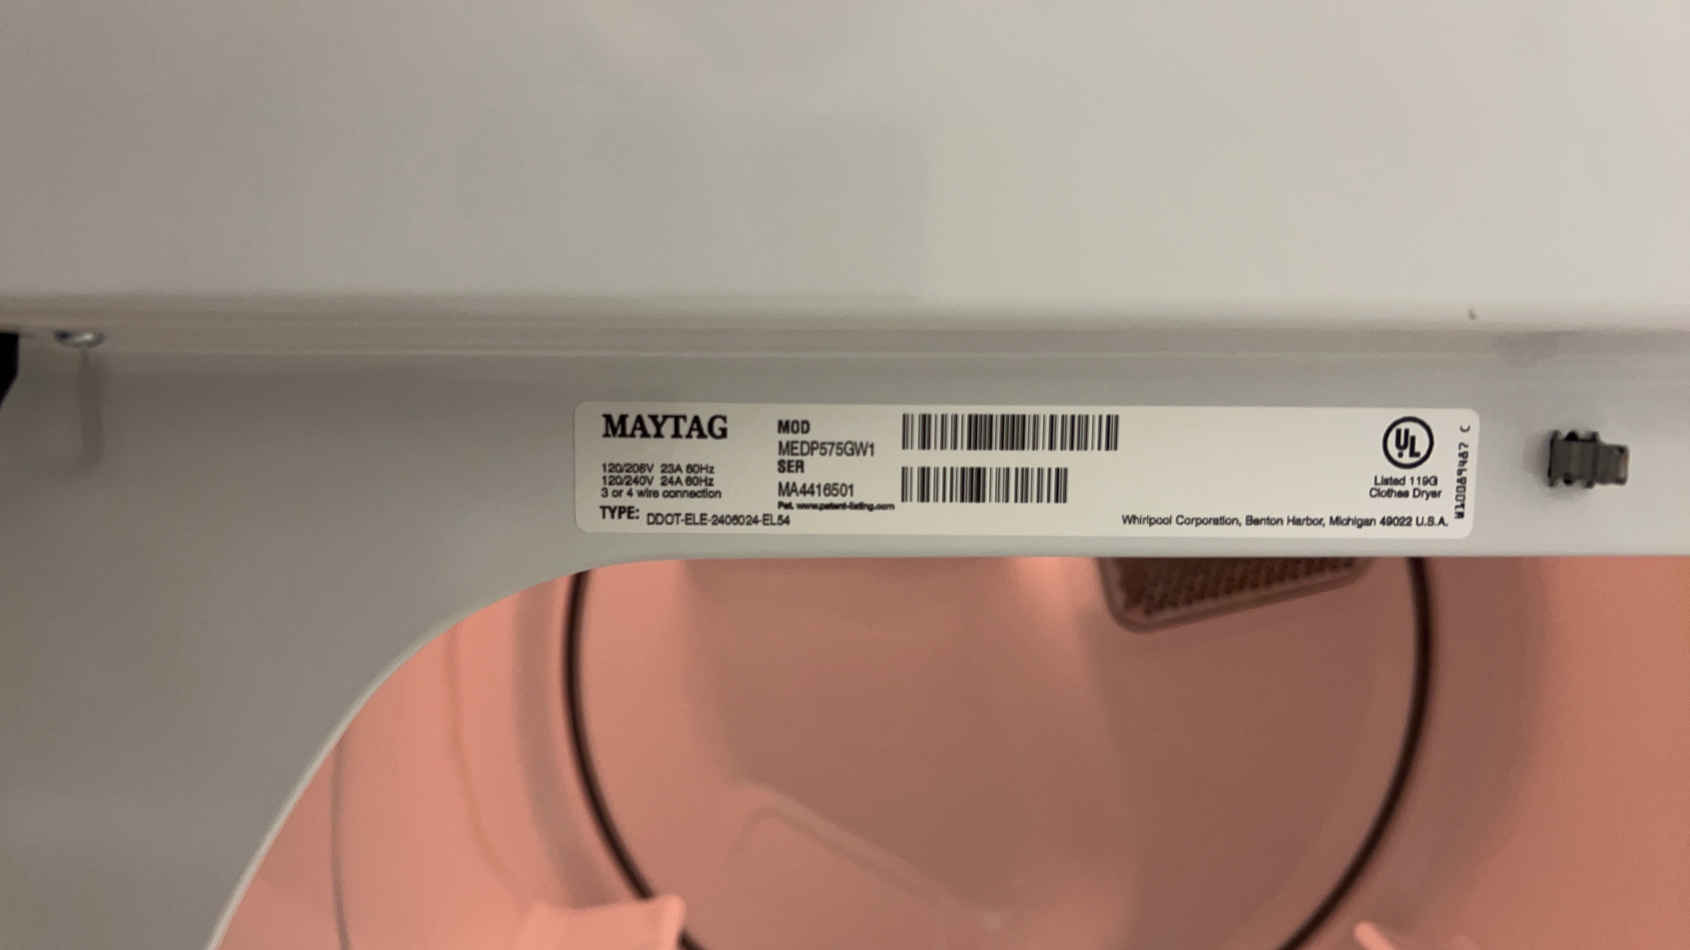 MAYTAG
120/208V 23A 60Hz
120/240V 24A 60Hz
3 or 4 wire connection
TYPE: DDOT-ELE-2406024-EL54
MOD
MEDP575GW1
SER
MA4416501
Pat. www.patent-listing.com
UL
Listed 119G
Clothes Dryer
Whirlpool Corporation, Benton Harbor, Michigan 49022 U.S.A.
W10089487 C